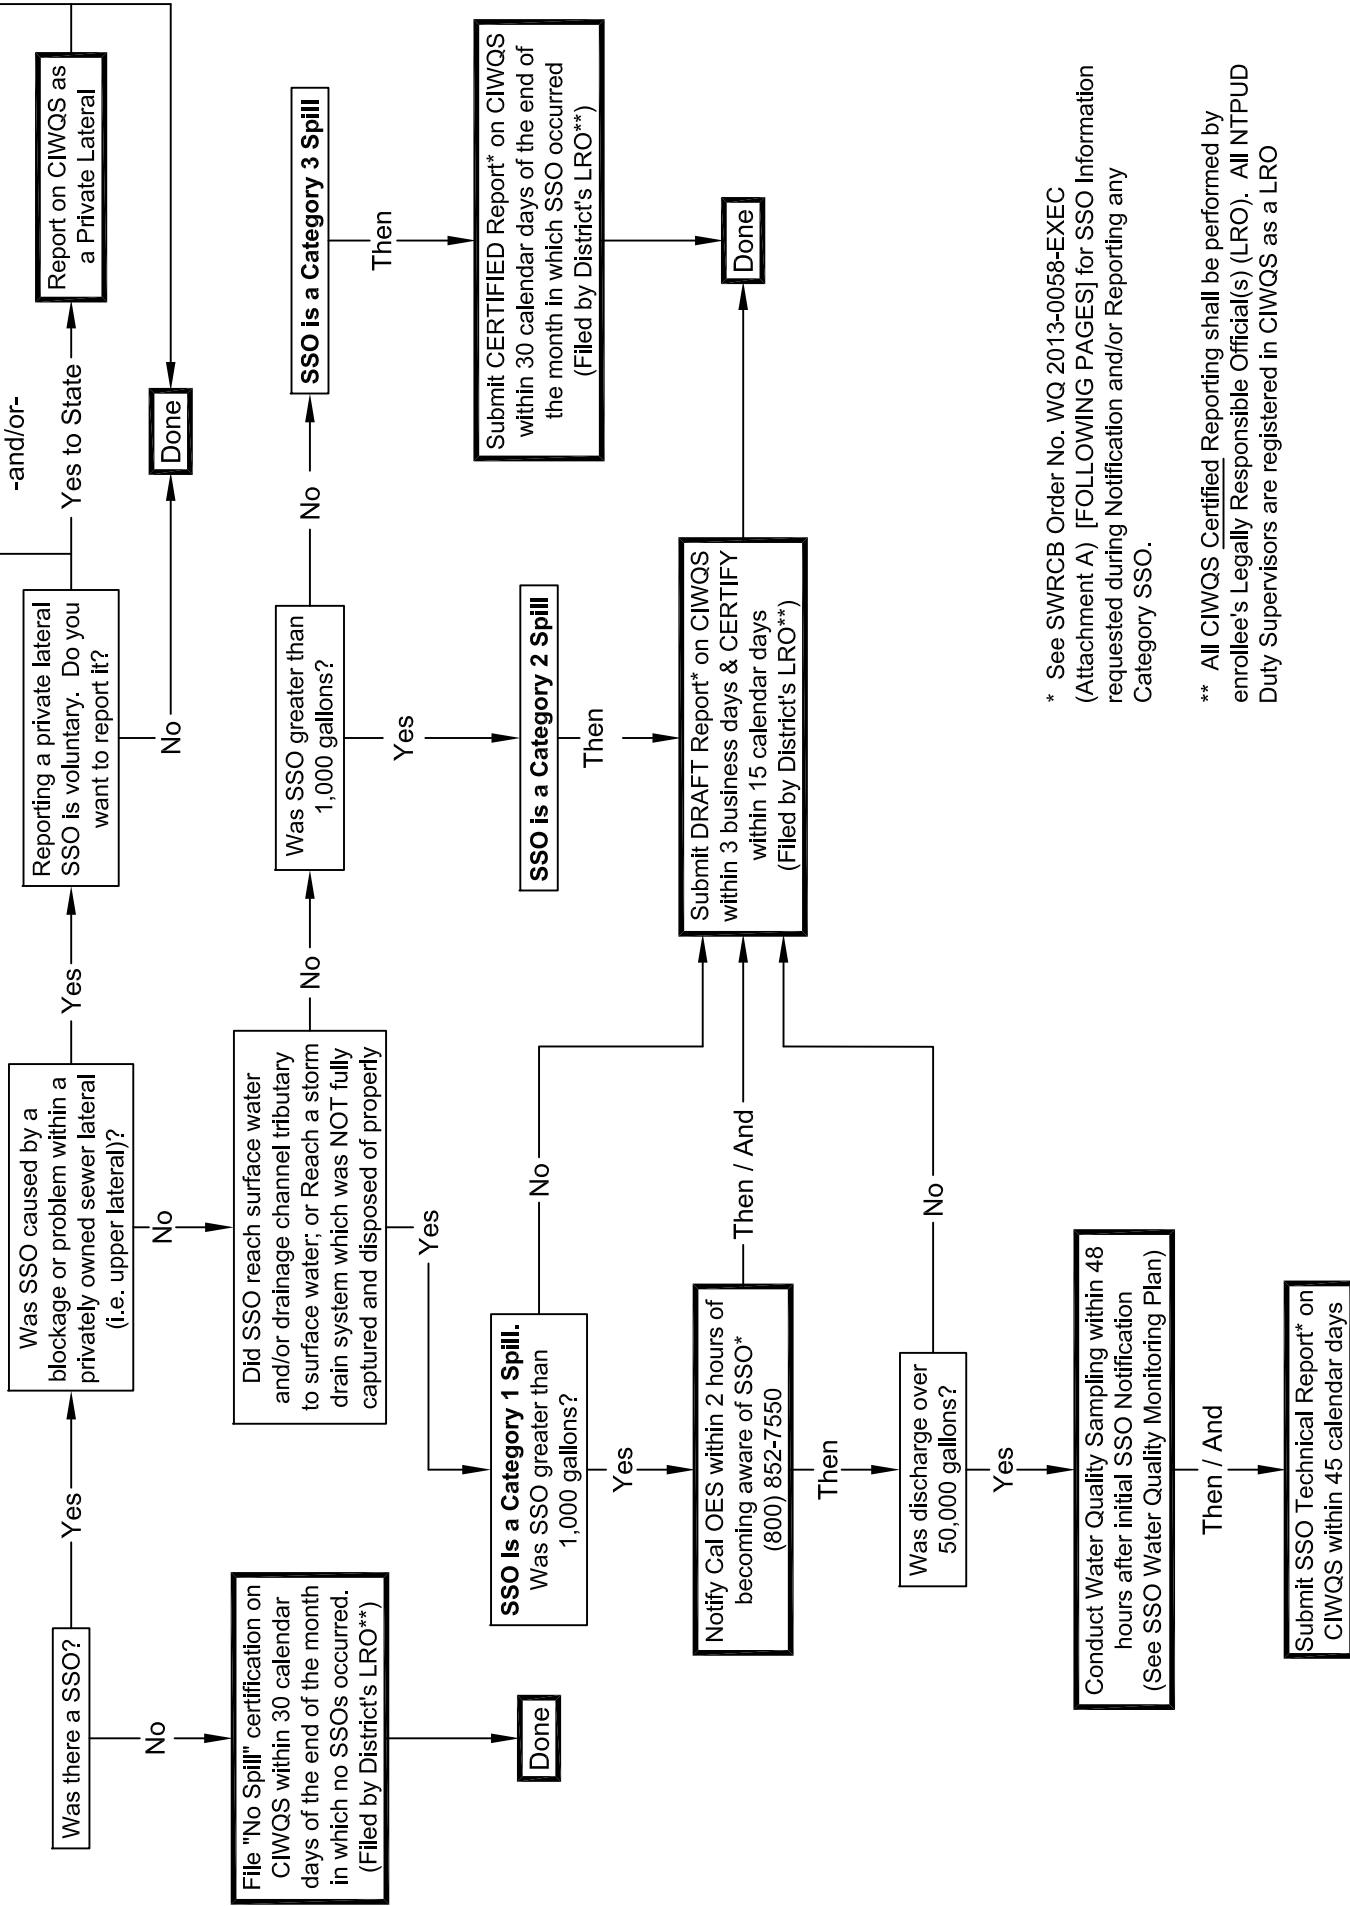 Was there a SSO?
Yes
No
File "No Spill" certification on
CIWQS within 30 calendar
days of the end of the month
in which no SSOs occurred.
(Filed by District's LRO**)
Done
Was SSO caused by a
blockage or problem within a
privately owned sewer lateral
(i.e. upper lateral)?
Yes
No
Reporting a private lateral
SSO is voluntary. Do you
want to report it?
-and/or-
Yes to State
No
Report on CIWQS as
a Private Lateral
Done
Did SSO reach surface water
and/or drainage channel tributary
to surface water; or Reach a storm
drain system which was NOT fully
captured and disposed of properly
No
Yes
Was SSO greater than
1,000 gallons?
No
Yes
SSO is a Category 3 Spill
Then
Submit CERTIFIED Report* on CIWQS
within 30 calendar days of the end of
the month in which SSO occurred
(Filed by District's LRO**)
Done
SSO is a Category 2 Spill
Then
Submit DRAFT Report* on CIWQS
within 3 business days & CERTIFY
within 15 calendar days
(Filed by District's LRO**)
SSO Is a Category 1 Spill.
Was SSO greater than
1,000 gallons?
No
Yes
Notify Cal OES within 2 hours of
becoming aware of SSO*
(800) 852-7550
Then / And
Then
Was discharge over
50,000 gallons?
No
Yes
Conduct Water Quality Sampling within 48
hours after initial SSO Notification
(See SSO Water Quality Monitoring Plan)
Then / And
Submit SSO Technical Report* on
CIWQS within 45 calendar days
* See SWRCB Order No. WQ 2013-0058-EXEC
(Attachment A) [FOLLOWING PAGES] for SSO Information
requested during Notification and/or Reporting any
Category SSO.
** All CIWQS Certified Reporting shall be performed by
enrollee's Legally Responsible Official(s) (LRO). All NTPUD
Duty Supervisors are registered in CIWQS as a LRO